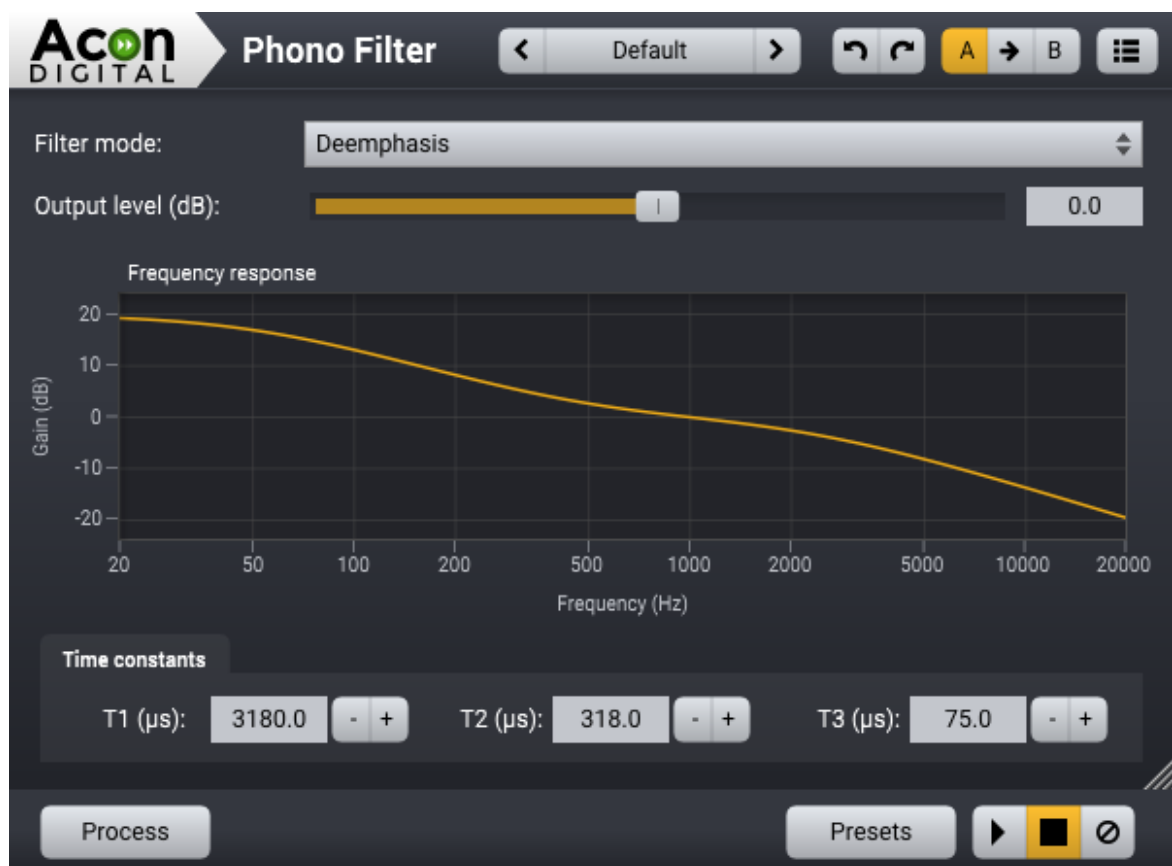 Acon
DIGITAL
Phono Filter
Default
A
B
Filter mode:
Deemphasis
Output level (dB):
0.0
Frequency response
20
10
0
-10
-20
Gain (dB)
20
50
100
200
500
1000
2000
5000
10000
20000
Frequency (Hz)
Time constants
T1 (µs):
3180.0
-
+
T2 (µs):
318.0
-
+
T3 (µs):
75.0
-
+
Process
Presets